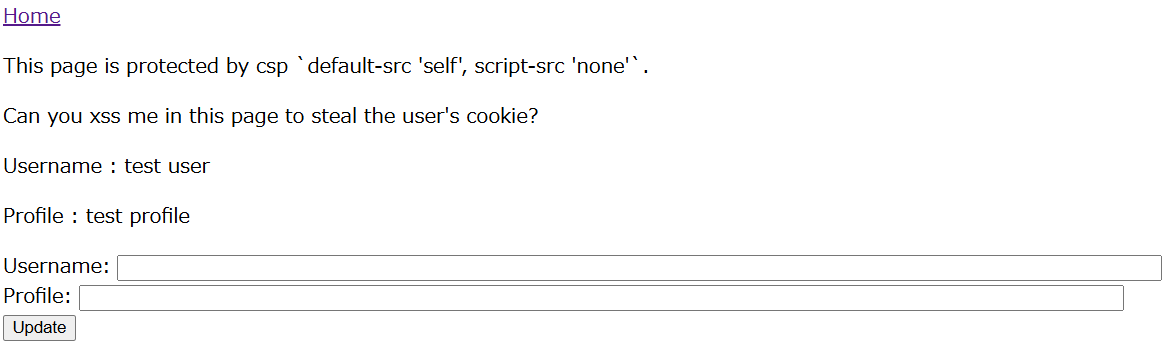 Home
This page is protected by csp `default-src 'self', script-src 'none'`.
Can you xss me in this page to steal the user's cookie?
Username : test user
Profile : test profile
Username:
Profile:
Update